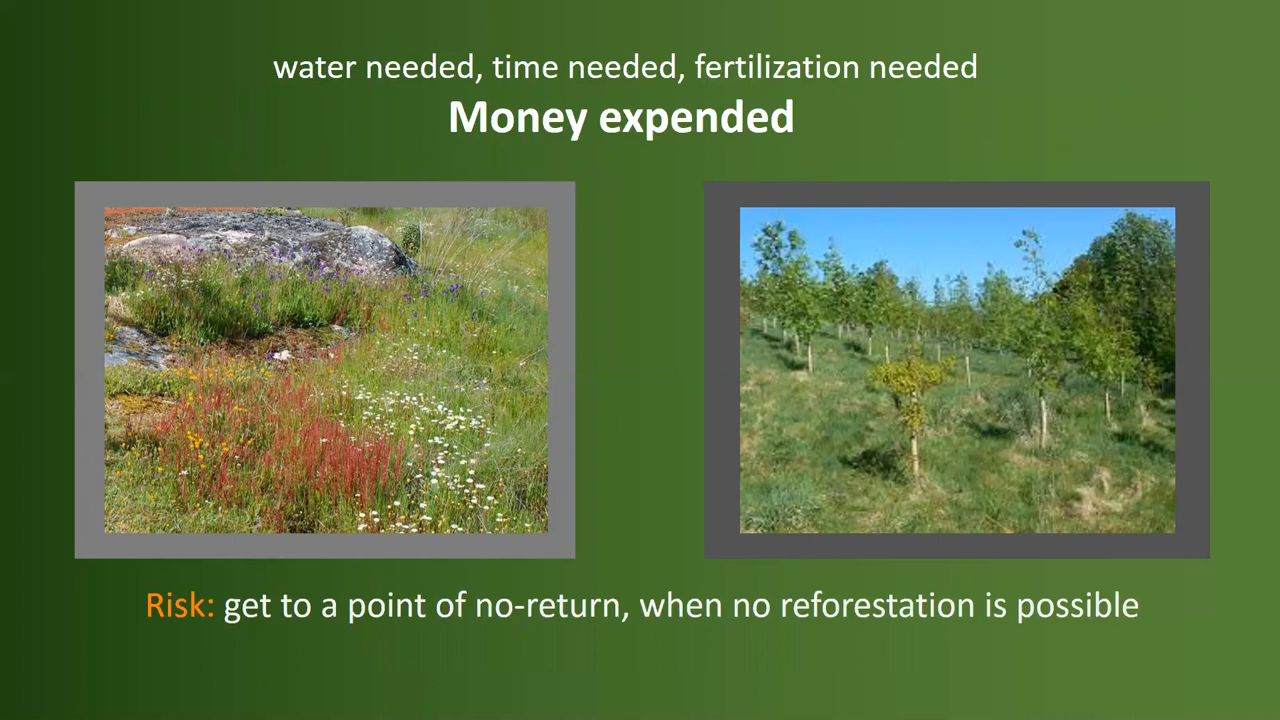 water needed, time needed, fertilization needed
Money expended
Risk: get to a point of no-return, when no reforestation is possible